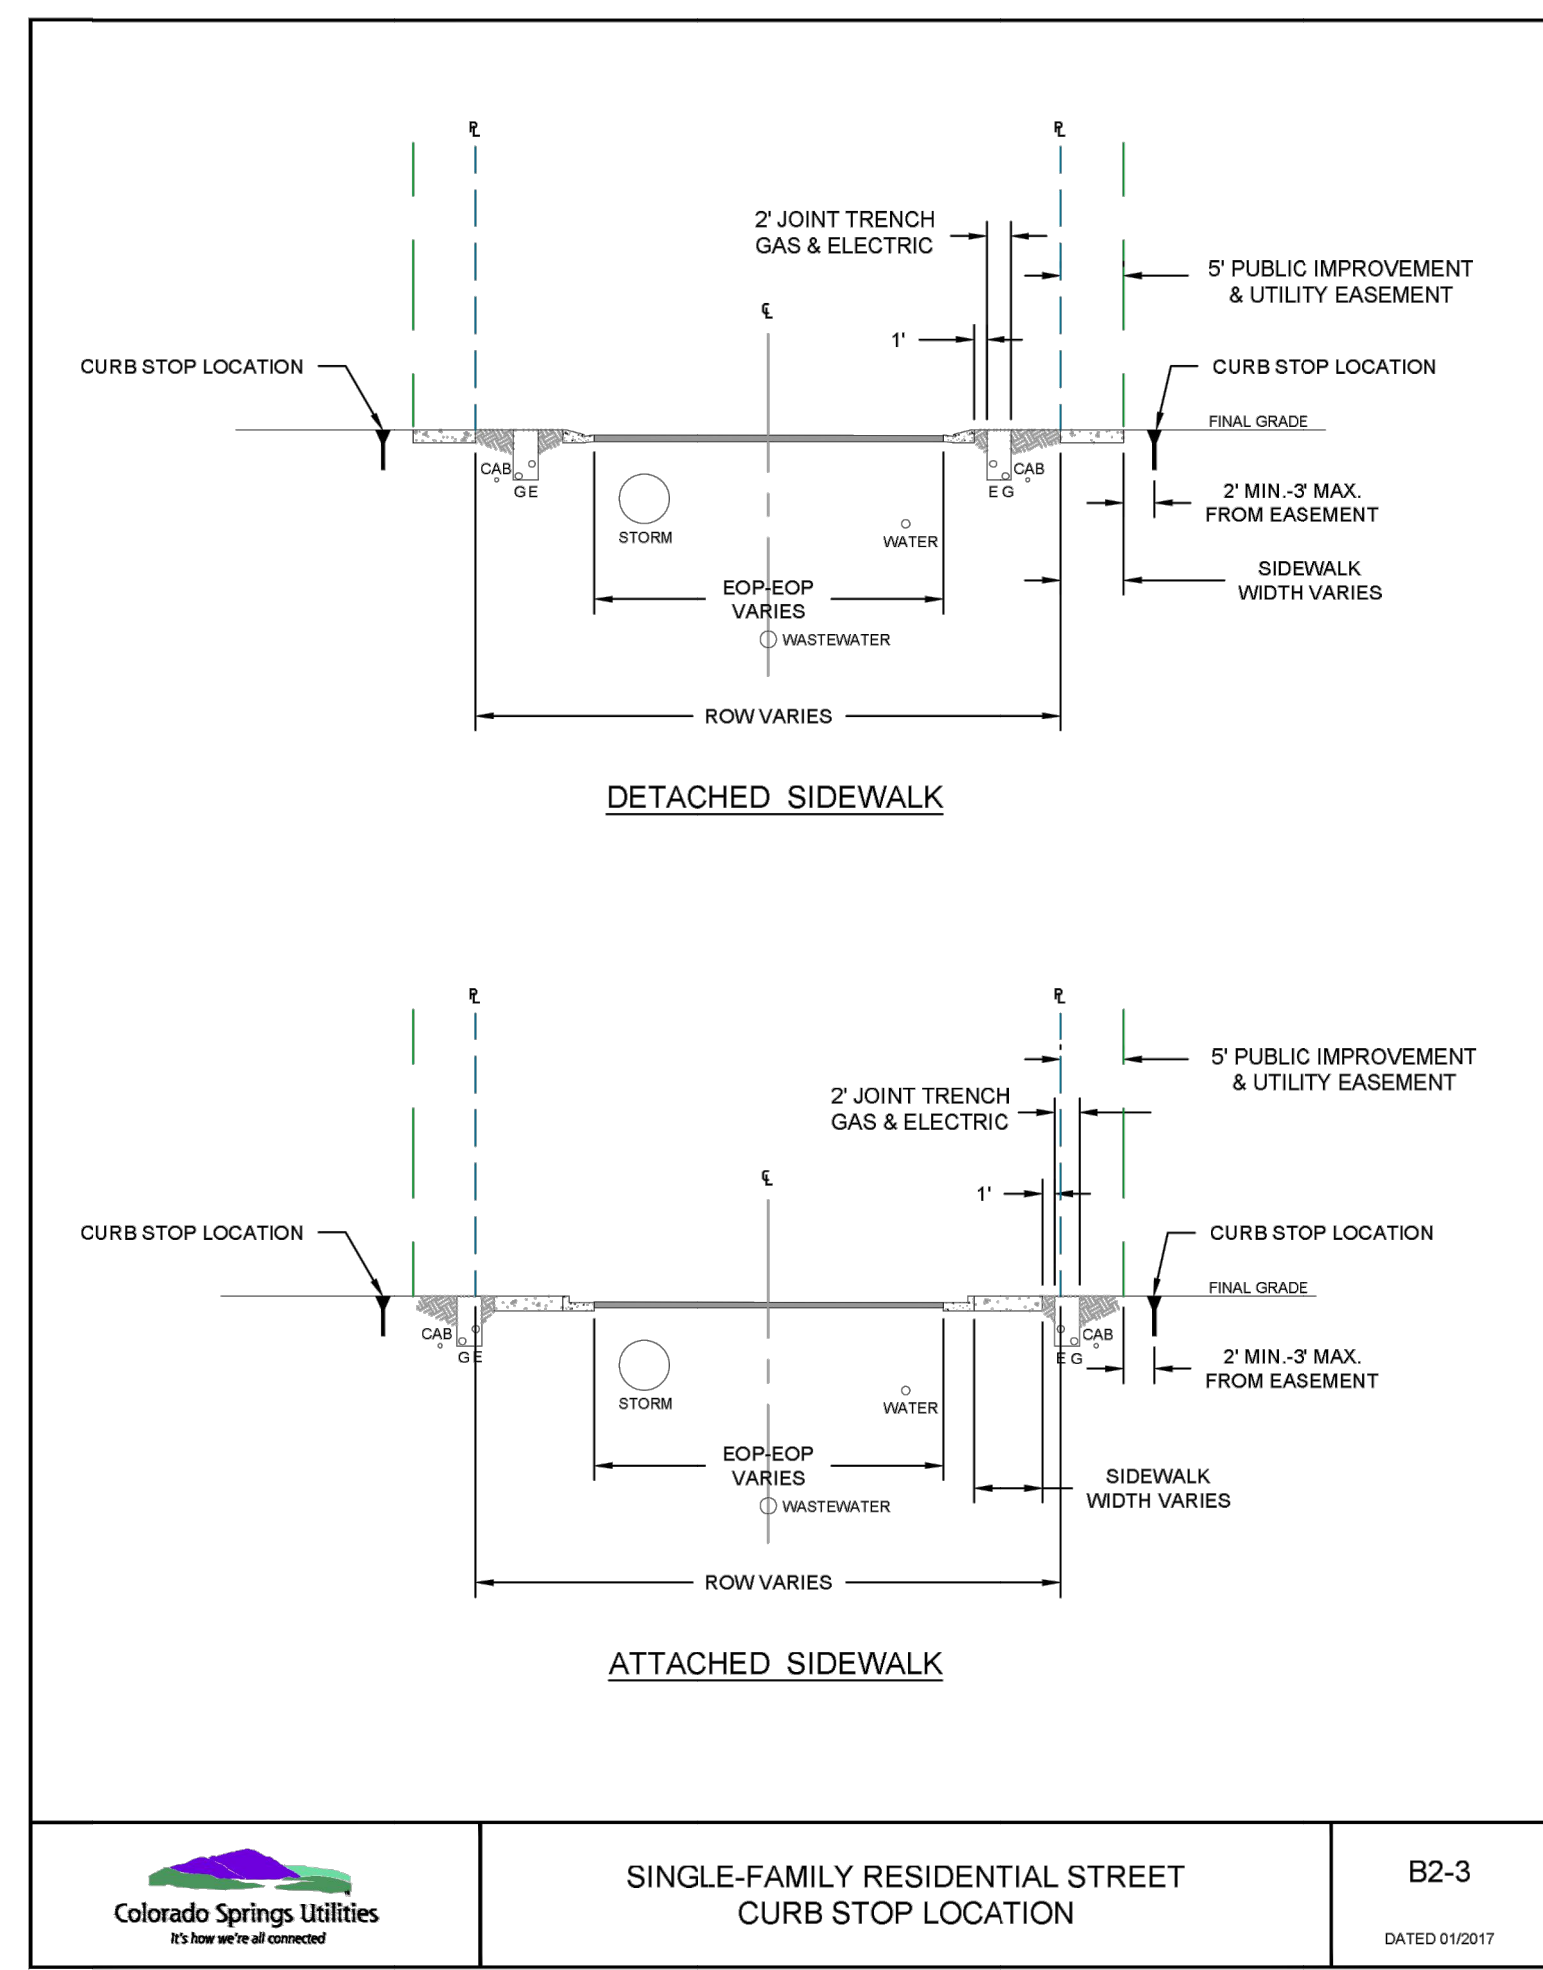 PL
PL
2' JOINT TRENCH
GAS & ELECTRIC
5' PUBLIC IMPROVEMENT
& UTILITY EASEMENT
CL
1'
CURB STOP LOCATION
CURB STOP LOCATION
FINAL GRADE
CAB
G E
E G
CAB
2' MIN.-3' MAX.
FROM EASEMENT
STORM
WATER
EOP-EOP
VARIES
SIDEWALK
WIDTH VARIES
WASTEWATER
ROW VARIES
DETACHED SIDEWALK
PL
PL
5' PUBLIC IMPROVEMENT
& UTILITY EASEMENT
2' JOINT TRENCH
GAS & ELECTRIC
CL
1'
CURB STOP LOCATION
CURB STOP LOCATION
FINAL GRADE
CAB
G E
E G
CAB
2' MIN.-3' MAX.
FROM EASEMENT
STORM
WATER
EOP-EOP
VARIES
SIDEWALK
WIDTH VARIES
WASTEWATER
ROW VARIES
ATTACHED SIDEWALK
Colorado Springs Utilities
It's how we're all connected
SINGLE-FAMILY RESIDENTIAL STREET
CURB STOP LOCATION
B2-3
DATED 01/2017